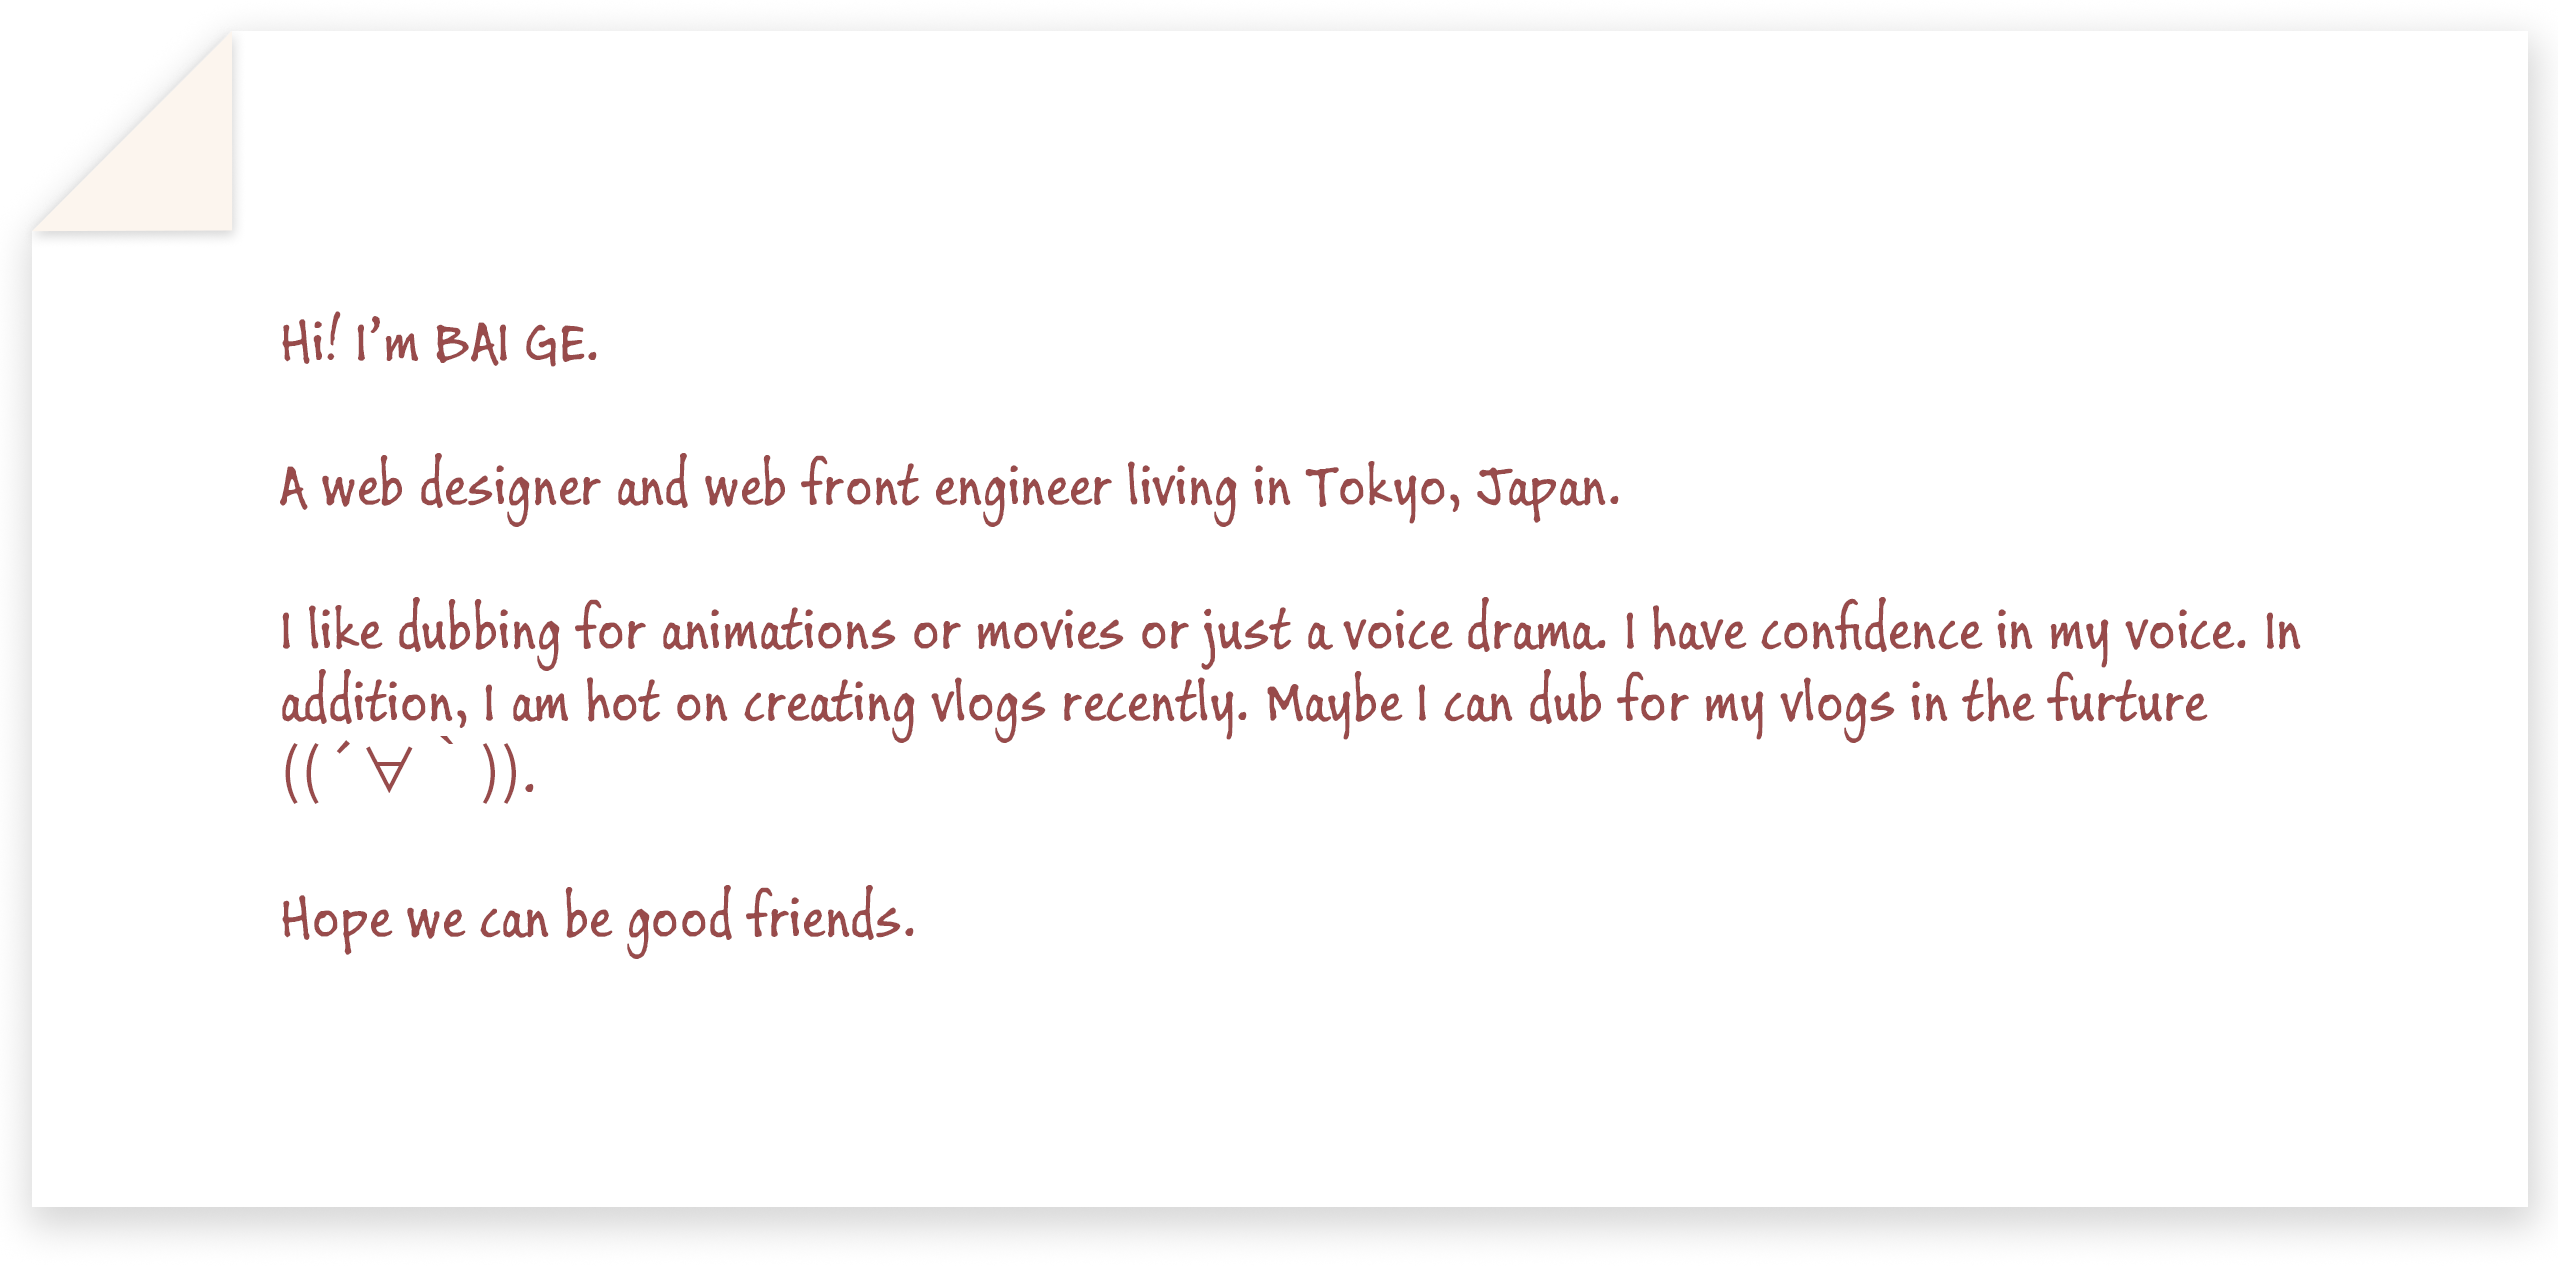 Hi! I’m BAI GE.
A web designer and web front engineer living in Tokyo, Japan.
I like dubbing for animations or movies or just a voice drama. I have confidence in my voice. In
addition, I am hot on creating vlogs recently. Maybe I can dub for my vlogs in the furture
((´∀｀)).
Hope we can be good friends.